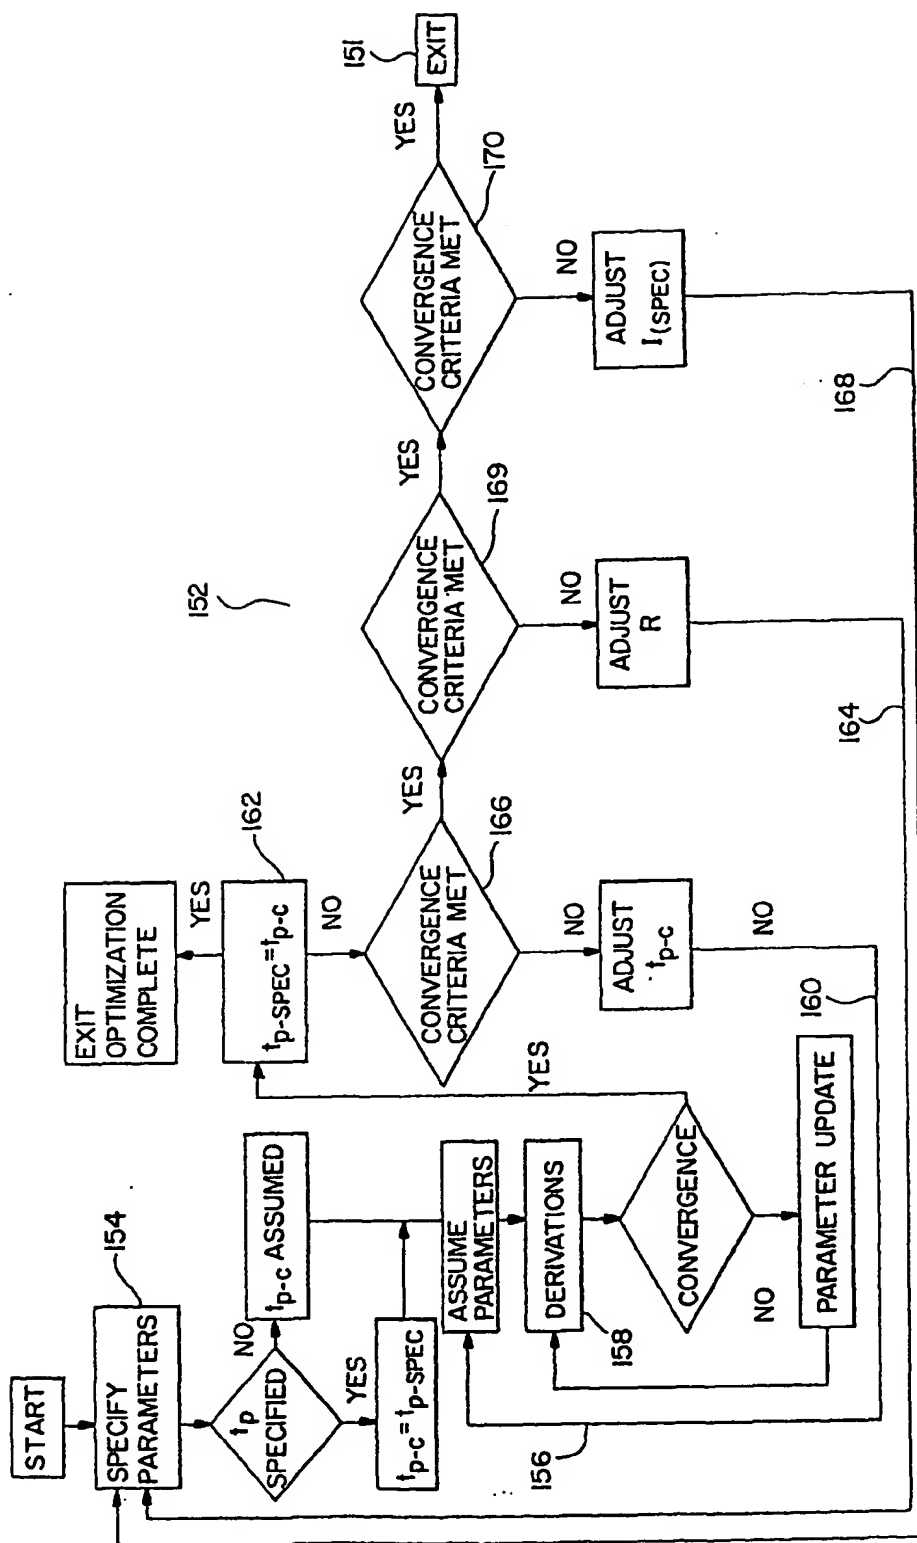 START
SPECIFY
PARAMETERS
154
tp
SPECIFIED
NO
YES
tp-c ASSUMED
tp-c = tp-SPEC
ASSUME
PARAMETERS
DERIVATIONS
158
156
CONVERGENCE
NO
YES
PARAMETER UPDATE
EXIT
OPTIMIZATION
COMPLETE
YES
tp-SPEC = tp-c
162
NO
CONVERGENCE
CRITERIA MET
166
NO
ADJUST
tp-c
NO
160
YES
152
CONVERGENCE
CRITERIA MET
169
NO
ADJUST
R
164
YES
CONVERGENCE
CRITERIA MET
170
NO
ADJUST
I(SPEC)
168
YES
EXIT
151